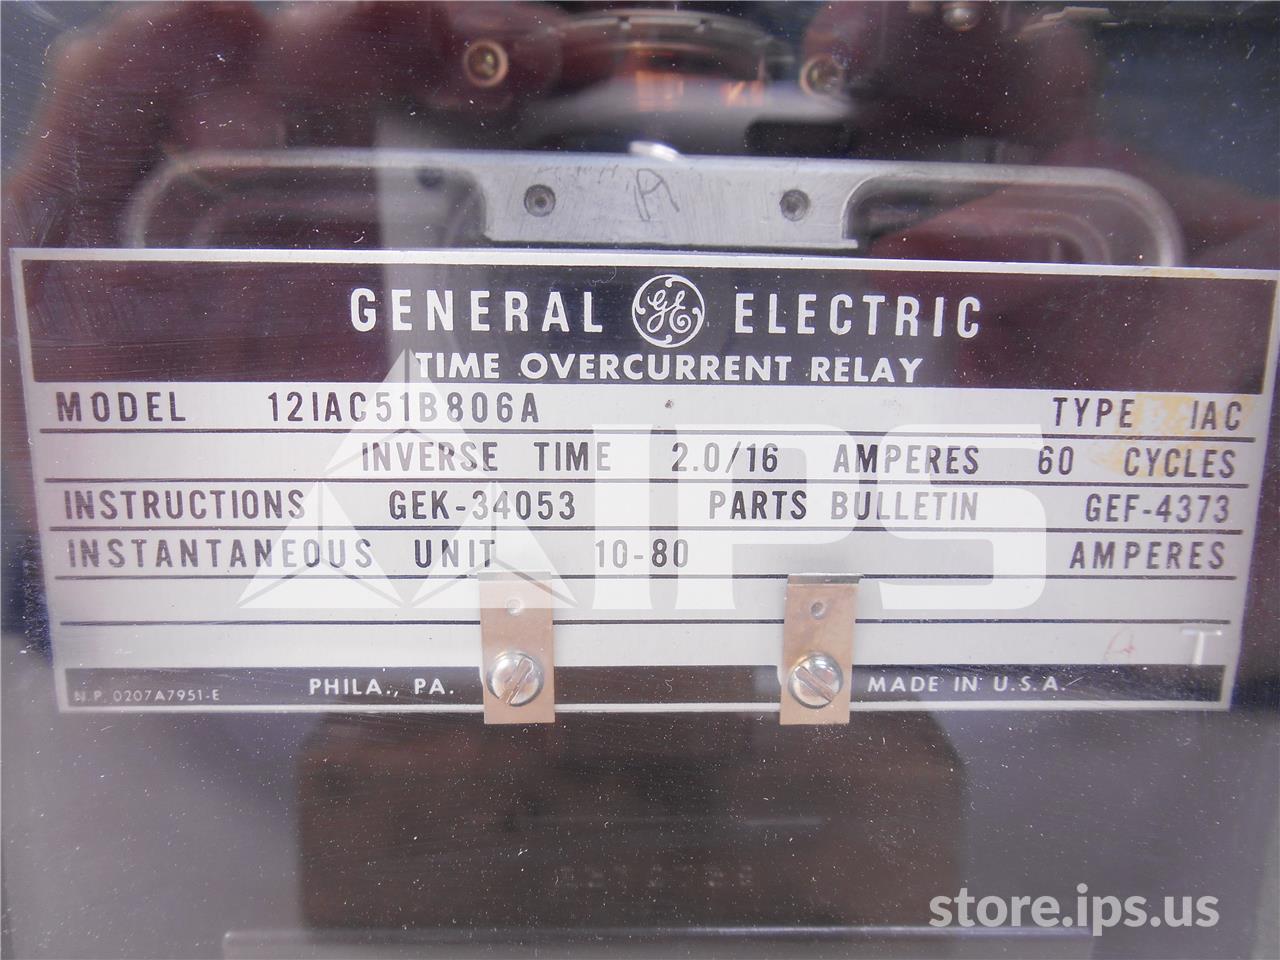 GENERAL GE ELECTRIC
TIME OVERCURRENT RELAY
MODEL 12IAC51B806A TYPE IAC
INVERSE TIME 2.0/16 AMPERES 60 CYCLES
INSTRUCTIONS GEK-34053 PARTS BULLETIN GEF-4373
INSTANTANEOUS UNIT 10-80 AMPERES
IPS
T
N.P. 0207A7951-E PHILA., PA. MADE IN U.S.A.
store.ips.us